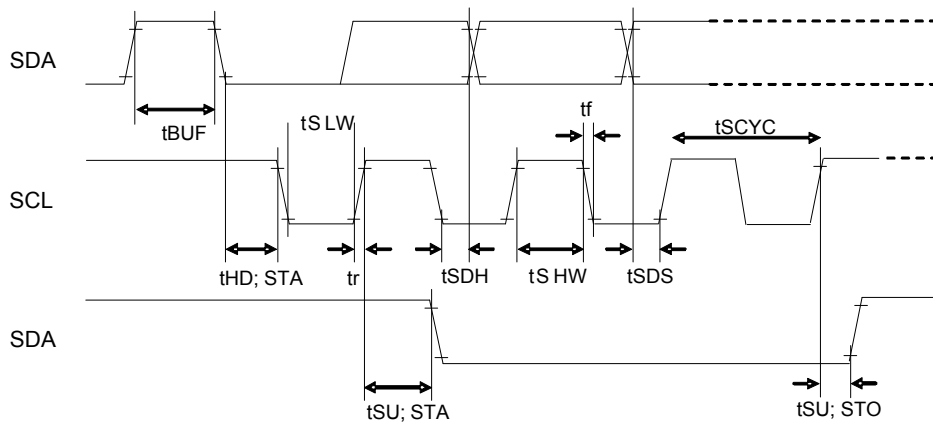 SDA
tBUF
tS LW
tf
tSCYC
SCL
tHD; STA
tr
tSDH
tS HW
tSDS
SDA
tSU; STA
tSU; STO